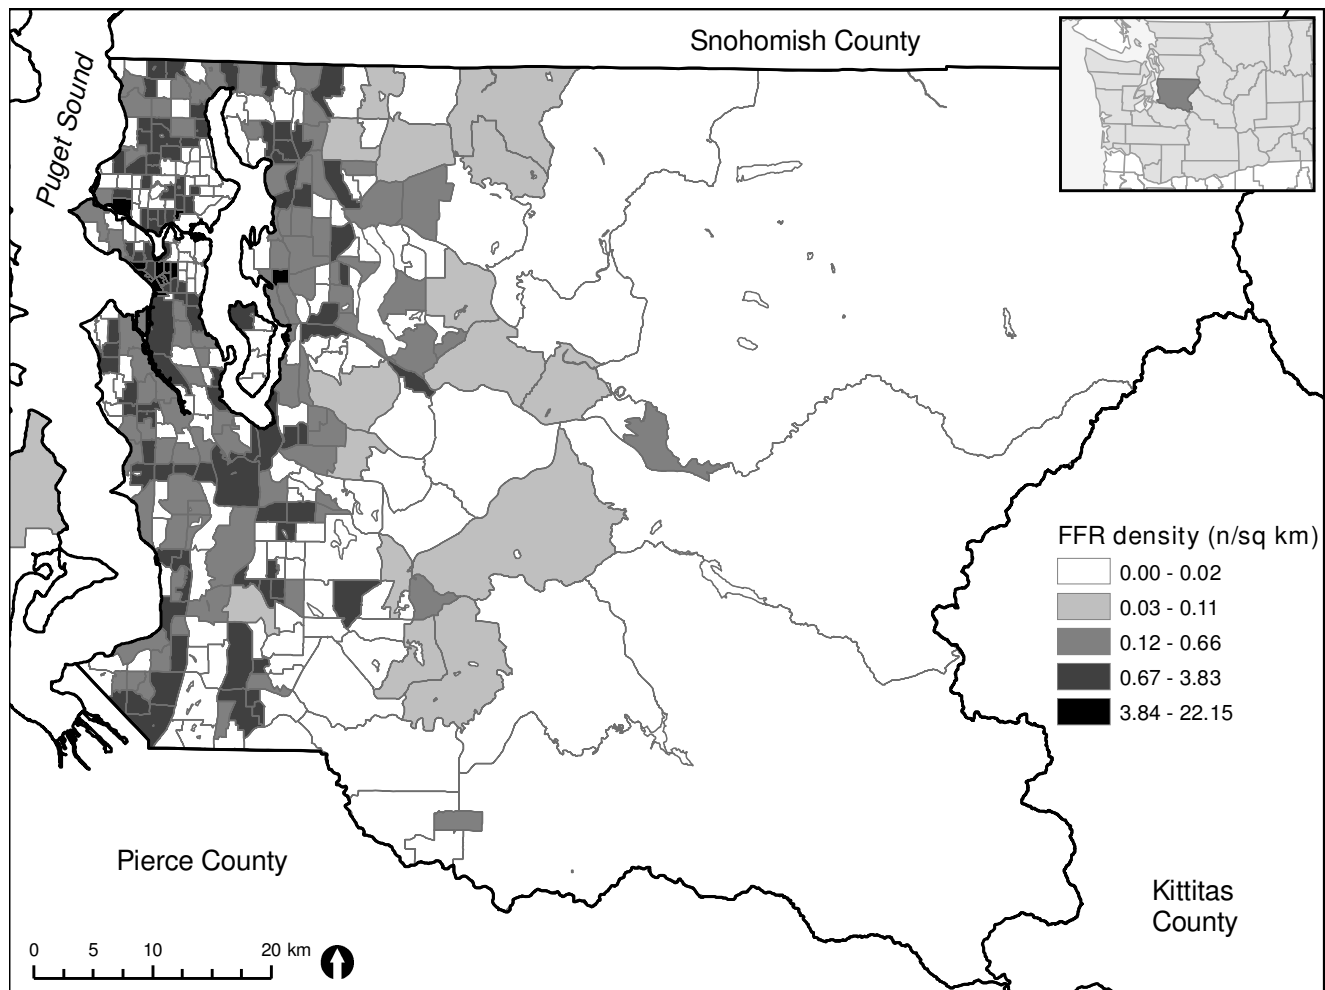 Snohomish County
Puget Sound
FFR density (n/sq km)
0.00 - 0.02
0.03 - 0.11
0.12 - 0.66
0.67 - 3.83
3.84 - 22.15
Pierce County
Kittitas
County
0 5 10 20 km